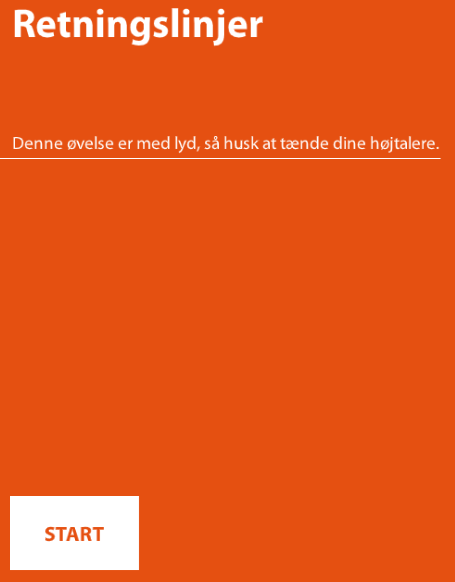 Retningslinjer
Denne øvelse er med lyd, så husk at tænde dine højtalere.
START